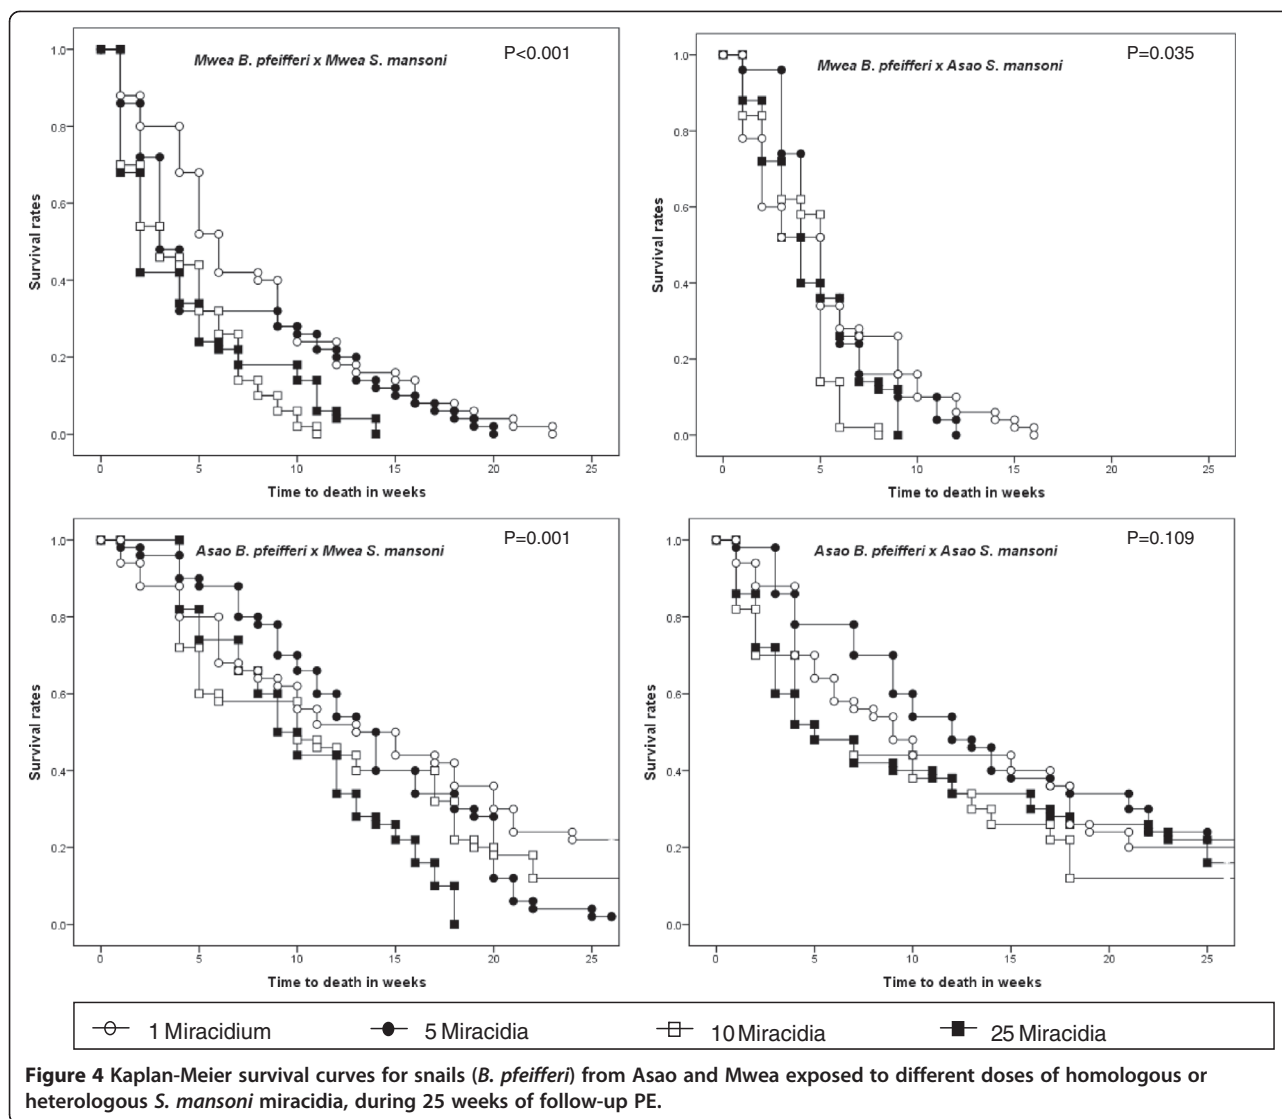 Mwea B. pfeifferi x Mwea S. mansoni
P<0.001
1.0
0.8
0.6
0.4
0.2
0.0
Survival rates
0 5 10 15 20 25
Time to death in weeks
Mwea B. pfeifferi x Asao S. mansoni
P=0.035
1.0
0.8
0.6
0.4
0.2
0.0
Survival rates
0 5 10 15 20 25
Time to death in weeks
Asao B. pfeifferi x Mwea S. mansoni
P=0.001
1.0
0.8
0.6
0.4
0.2
0.0
Survival rates
0 5 10 15 20 25
Time to death in weeks
Asao B. pfeifferi x Asao S. mansoni
P=0.109
1.0
0.8
0.6
0.4
0.2
0.0
Survival rates
0 5 10 15 20 25
Time to death in weeks
1 Miracidium 5 Miracidia 10 Miracidia 25 Miracidia
Figure 4 Kaplan-Meier survival curves for snails (B. pfeifferi) from Asao and Mwea exposed to different doses of homologous or
heterologous S. mansoni miracidia, during 25 weeks of follow-up PE.